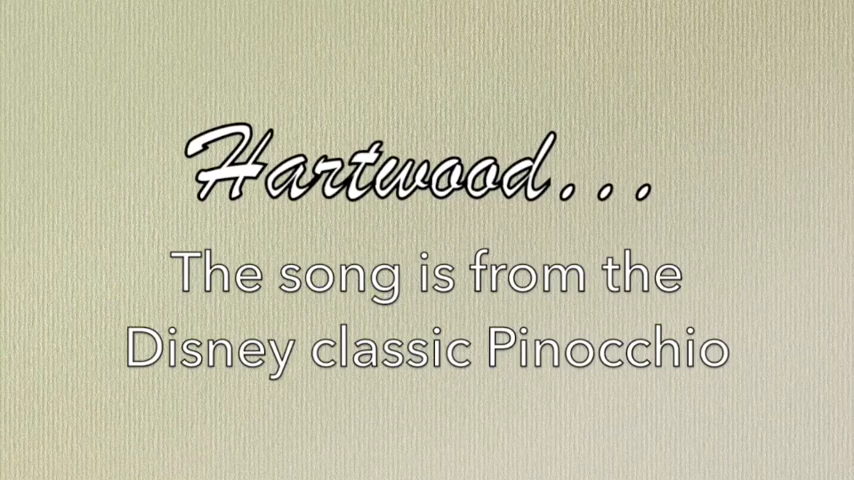 Hartwood...
The song is from the
Disney classic Pinocchio